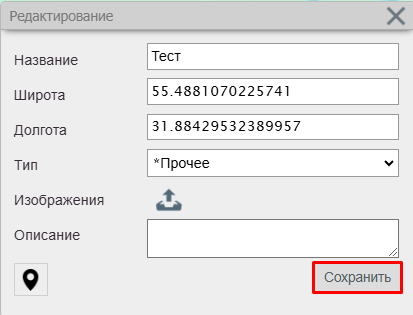 Редактирование
Название Тест
Широта 55.4881070225741
Долгота 31.88429532389957
Тип *Прочее
Изображения
Описание
Сохранить